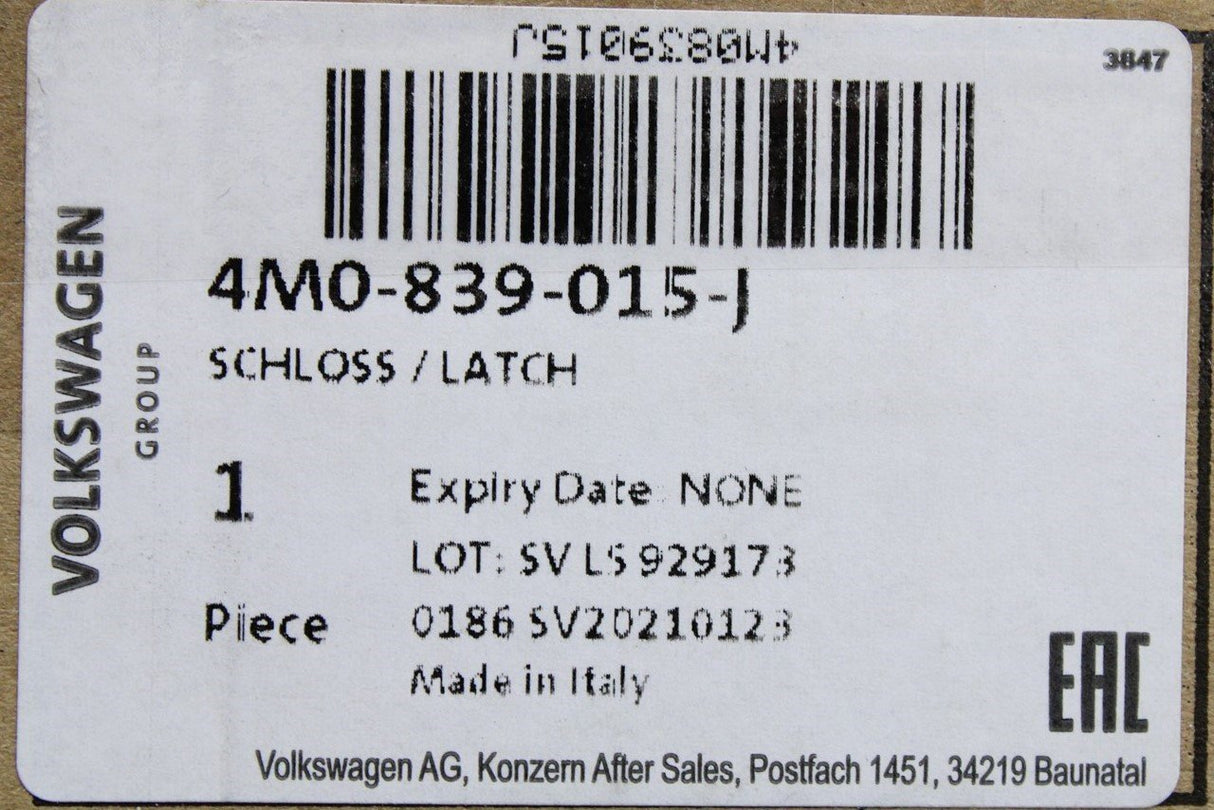 4M0839015J
3847
4M0-839-015-J
SCHLOSS / LATCH
VOLKSWAGEN
GROUP
1
Expiry Date: NONE
LOT: SV LS 929173
Piece
0186 SV20210123
Made in Italy
EAC
Volkswagen AG, Konzern After Sales, Postfach 1451, 34219 Baunatal